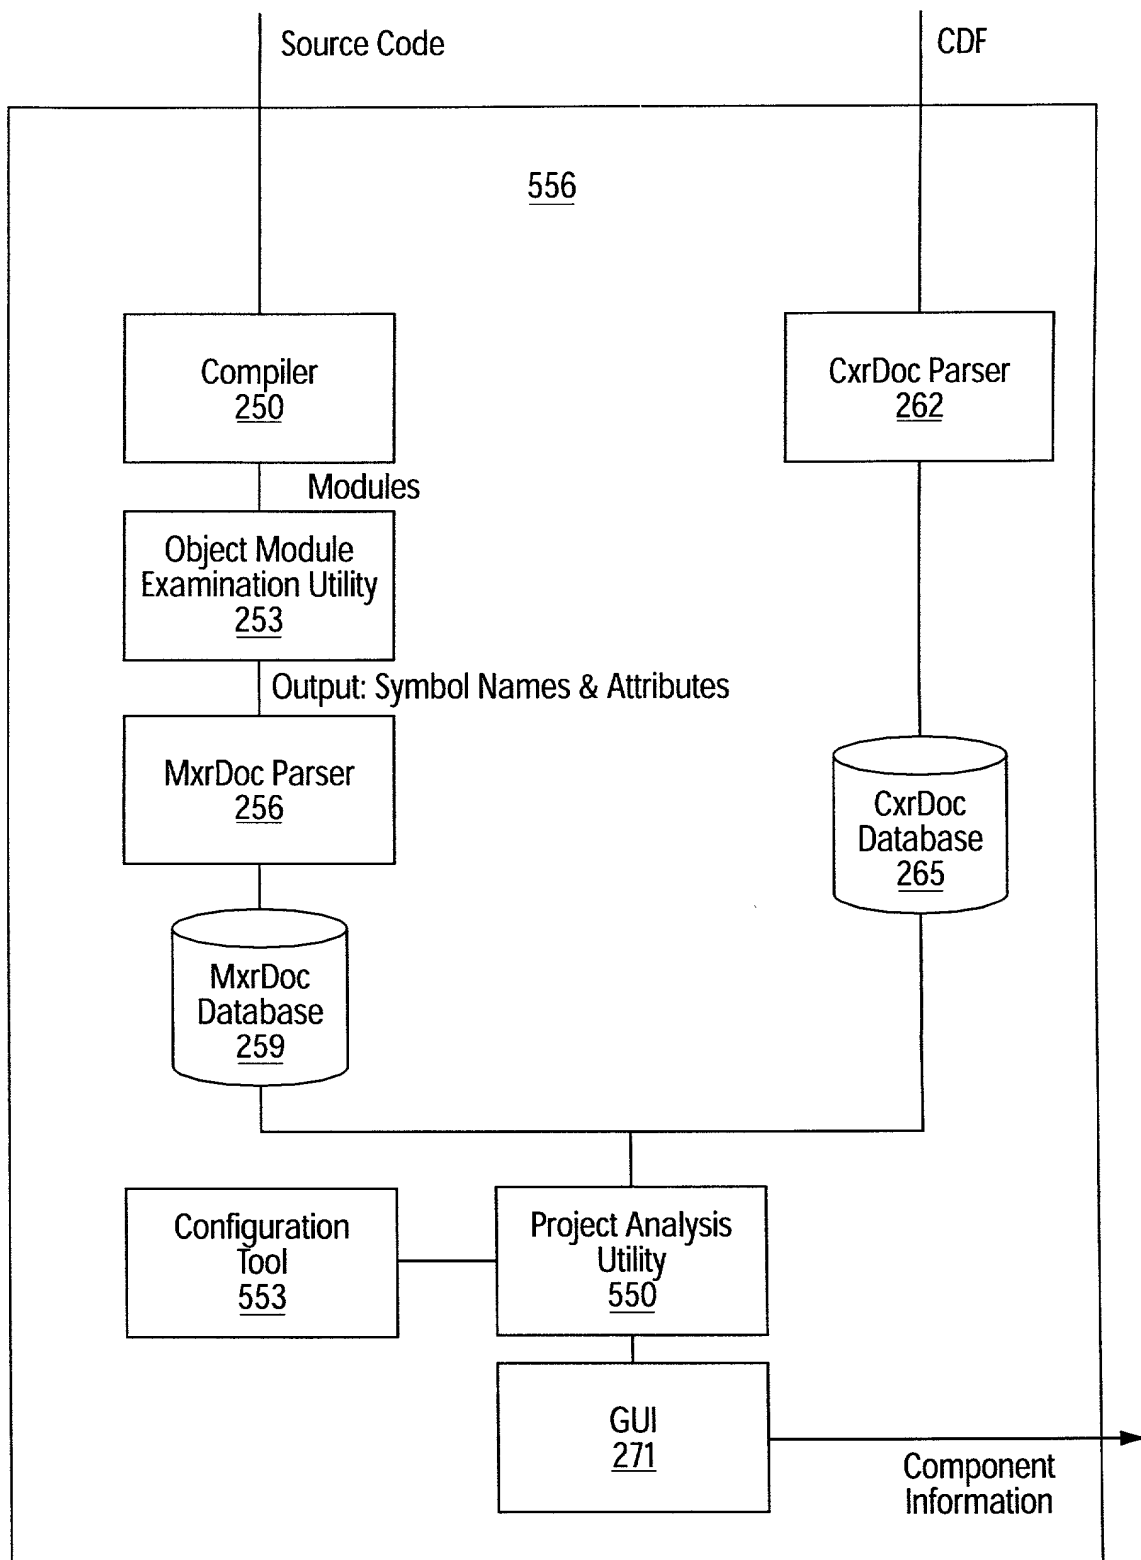 Source Code
CDF
556
Compiler
250
CxrDoc Parser
262
Modules
Object Module
Examination Utility
253
Output: Symbol Names & Attributes
MxrDoc Parser
256
CxrDoc
Database
265
MxrDoc
Database
259
Configuration
Tool
553
Project Analysis
Utility
550
GUI
271
Component
Information